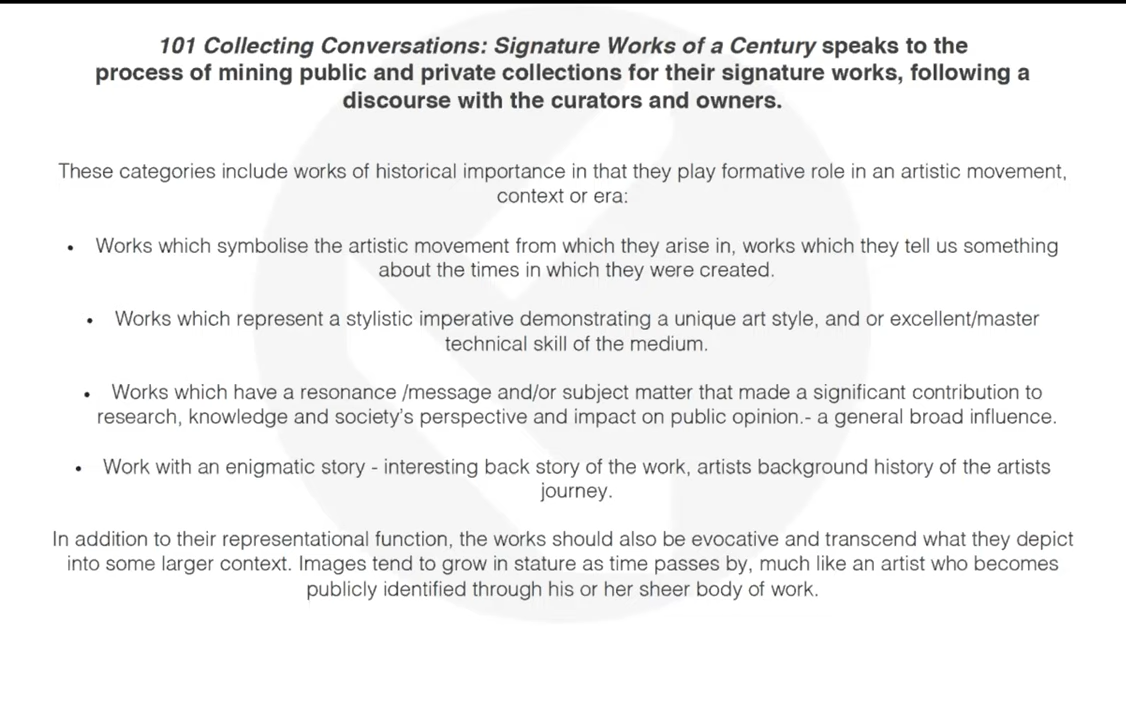 101 Collecting Conversations: Signature Works of a Century speaks to the
process of mining public and private collections for their signature works, following a
discourse with the curators and owners.
These categories include works of historical importance in that they play formative role in an artistic movement,
context or era:
• Works which symbolise the artistic movement from which they arise in, works which they tell us something
about the times in which they were created.
• Works which represent a stylistic imperative demonstrating a unique art style, and or excellent/master
technical skill of the medium.
• Works which have a resonance /message and/or subject matter that made a significant contribution to
research, knowledge and society's perspective and impact on public opinion.- a general broad influence.
• Work with an enigmatic story - interesting back story of the work, artists background history of the artists
journey.
In addition to their representational function, the works should also be evocative and transcend what they depict
into some larger context. Images tend to grow in stature as time passes by, much like an artist who becomes
publicly identified through his or her sheer body of work.